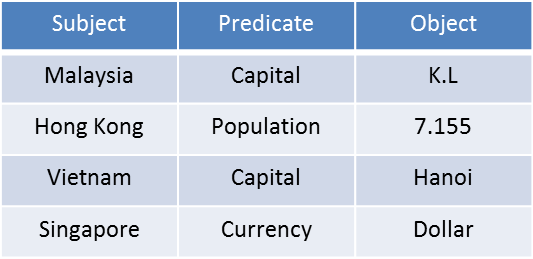 Subject Predicate Object
Malaysia Capital K.L
Hong Kong Population 7.155
Vietnam Capital Hanoi
Singapore Currency Dollar